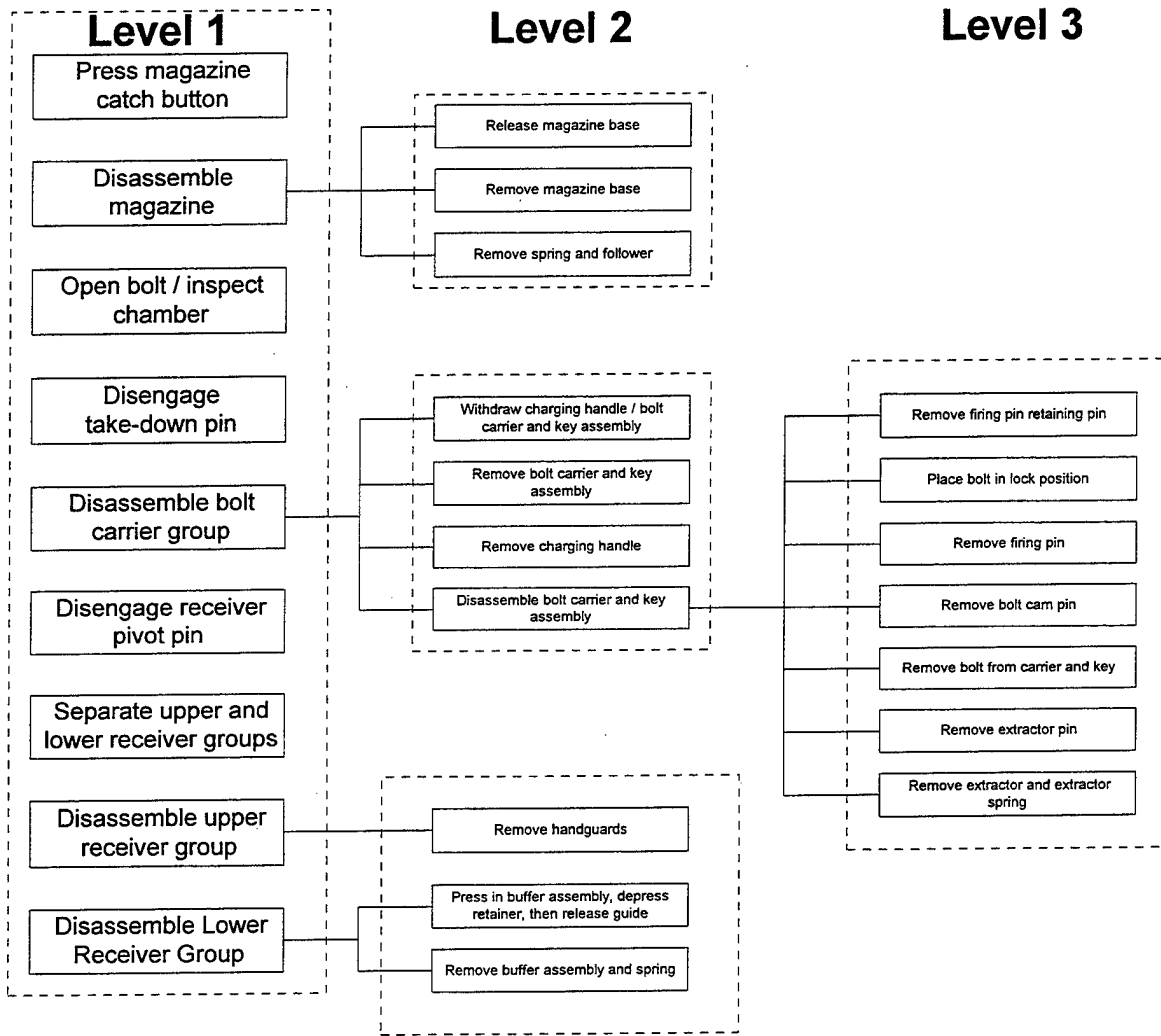 Level 1
Level 2
Level 3
Press magazine
catch button
Disassemble
magazine
Open bolt / inspect
chamber
Disengage
take-down pin
Disassemble bolt
carrier group
Disengage receiver
pivot pin
Separate upper and
lower receiver groups
Disassemble upper
receiver group
Disassemble Lower
Receiver Group
Release magazine base
Remove magazine base
Remove spring and follower
Withdraw charging handle / bolt
carrier and key assembly
Remove bolt carrier and key
assembly
Remove charging handle
Disassemble bolt carrier and key
assembly
Remove handguards
Press in buffer assembly, depress
retainer, then release guide
Remove buffer assembly and spring
Remove firing pin retaining pin
Place bolt in lock position
Remove firing pin
Remove bolt cam pin
Remove bolt from carrier and key
Remove extractor pin
Remove extractor and extractor
spring